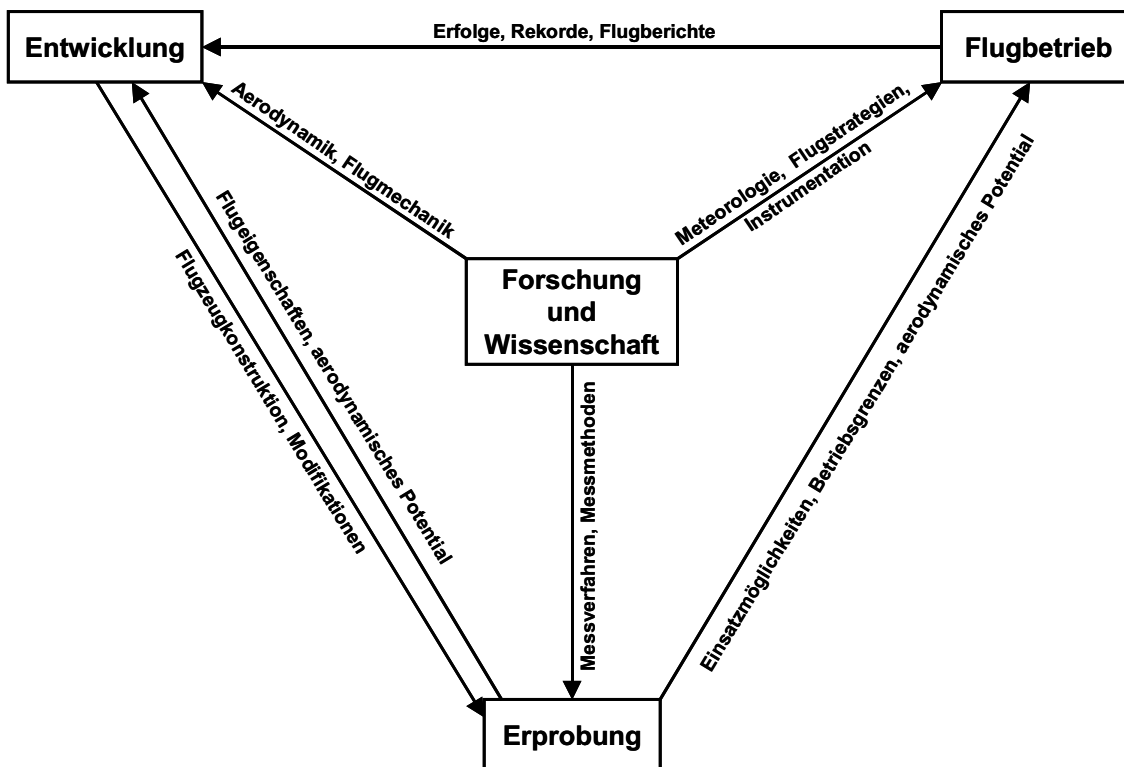 Erfolge, Rekorde, Flugberichte
Entwicklung
Flugbetrieb
Aerodynamik, Flugmechanik
Meteorologie, Flugstrategien,
Instrumentation
Flugeigenschaften, aerodynamisches Potential
Flugzeugkonstruktion, Modifikationen
Forschung
und
Wissenschaft
Messverfahren, Messmethoden
Einsatzmöglichkeiten, Betriebsgrenzen, aerodynamisches Potential
Erprobung